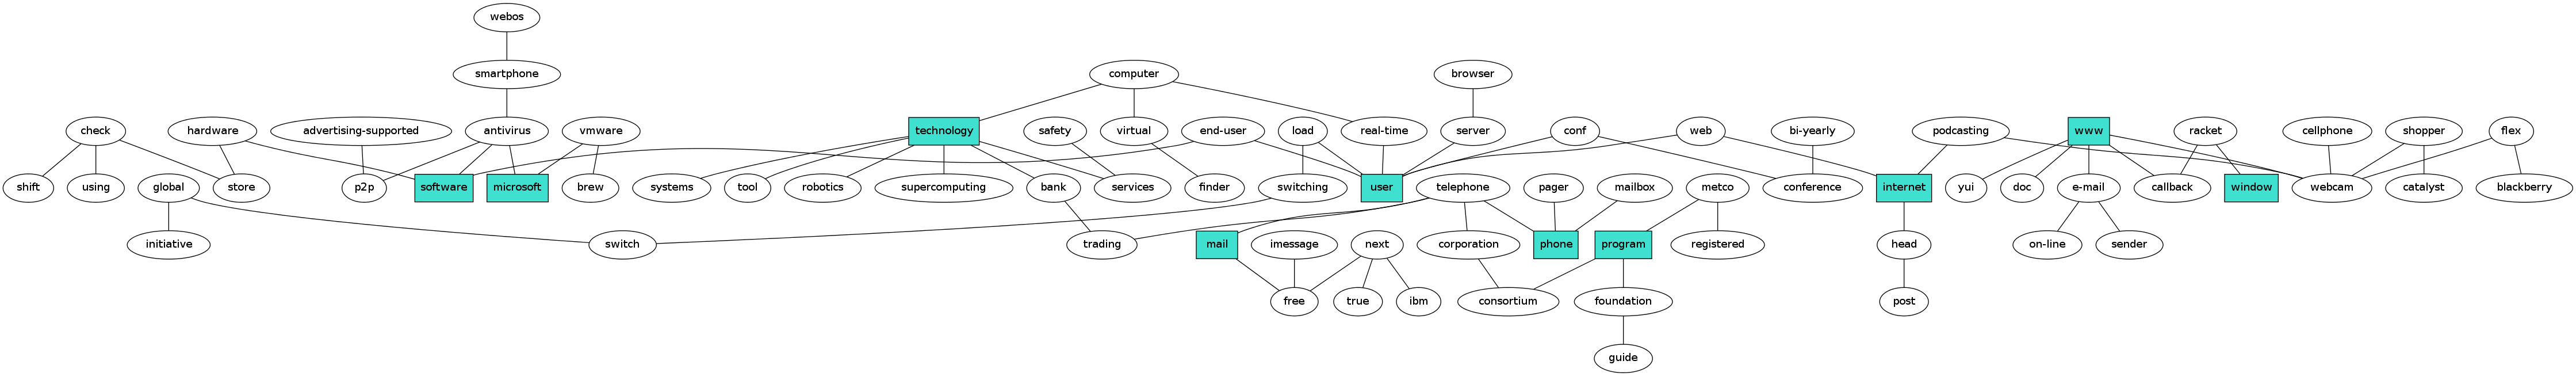 webos
smartphone
computer
browser
check
hardware
advertising-supported
antivirus
vmware
technology
safety
virtual
end-user
load
real-time
server
conf
web
bi-yearly
podcasting
www
racket
cellphone
shopper
flex
shift
using
global
store
p2p
software
microsoft
brew
systems
tool
robotics
supercomputing
bank
services
finder
switching
user
telephone
pager
mailbox
metco
conference
internet
yui
doc
e-mail
callback
window
webcam
catalyst
blackberry
initiative
switch
trading
mail
imessage
next
corporation
phone
program
registered
head
on-line
sender
free
true
ibm
consortium
foundation
post
guide